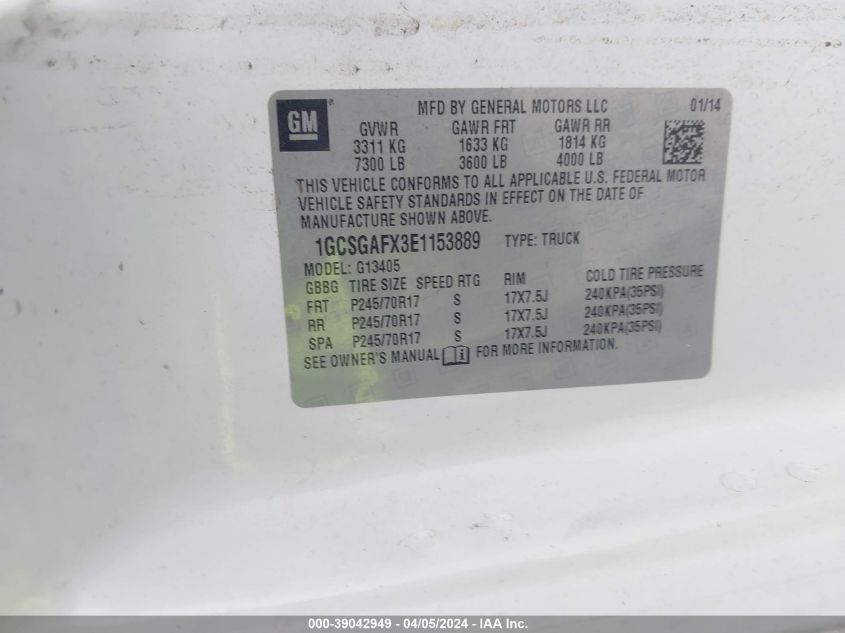 GM
MFD BY GENERAL MOTORS LLC 01/14
GVWR GAWR FRT GAWR RR
3311 KG 1633 KG 1814 KG
7300 LB 3600 LB 4000 LB
THIS VEHICLE CONFORMS TO ALL APPLICABLE U.S. FEDERAL MOTOR
VEHICLE SAFETY STANDARDS IN EFFECT ON THE DATE OF
MANUFACTURE SHOWN ABOVE.
1GCSGAFX3E1153889 TYPE: TRUCK
MODEL: G13405
GBBG TIRE SIZE SPEED RTG RIM COLD TIRE PRESSURE
FRT P245/70R17 S 17X7.5J 240KPA(35PSI)
RR P245/70R17 S 17X7.5J 240KPA(35PSI)
SPA P245/70R17 S 17X7.5J 240KPA(35PSI)
SEE OWNER'S MANUAL FOR MORE INFORMATION.
000-39042949 - 04/05/2024 - IAA Inc.